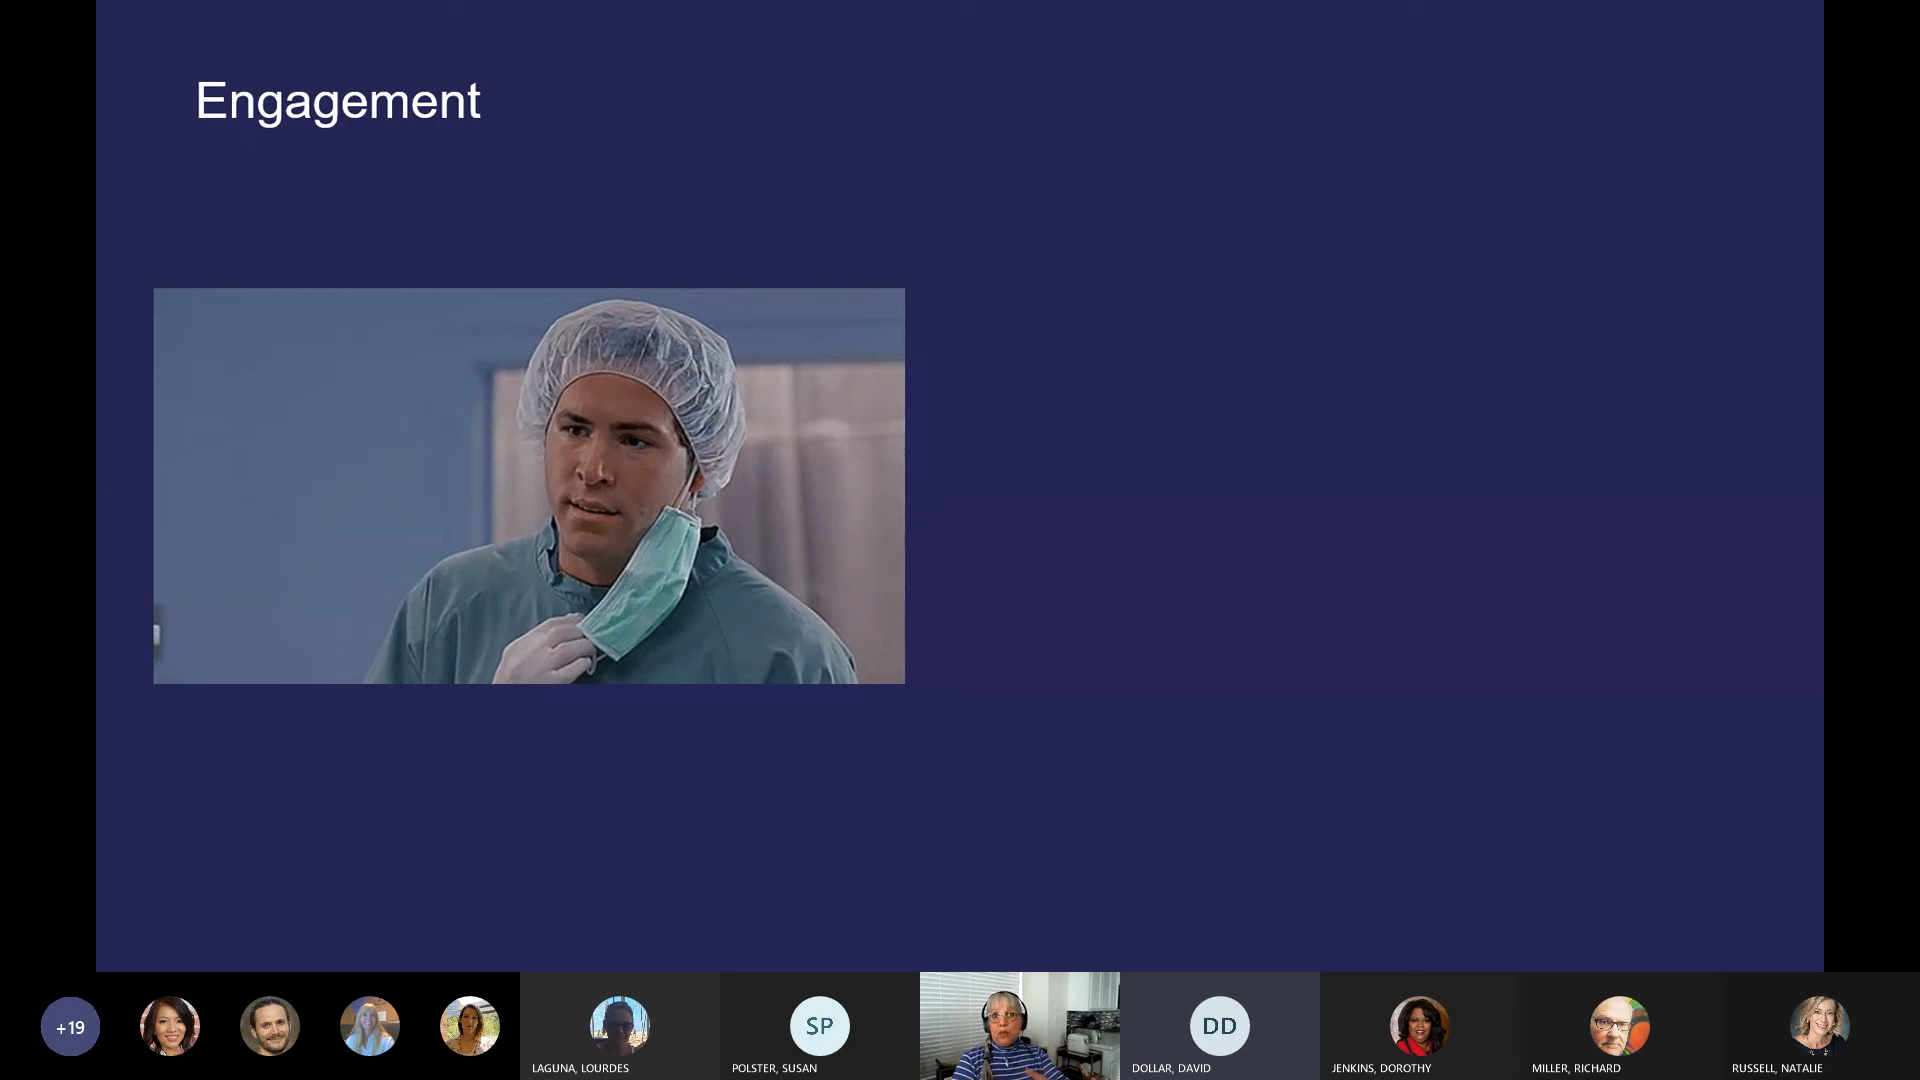 Engagement
+19
LAGUNA, LOURDES
SP
POLSTER, SUSAN
DD
DOLLAR, DAVID
JENKINS, DOROTHY
MILLER, RICHARD
RUSSELL, NATALIE